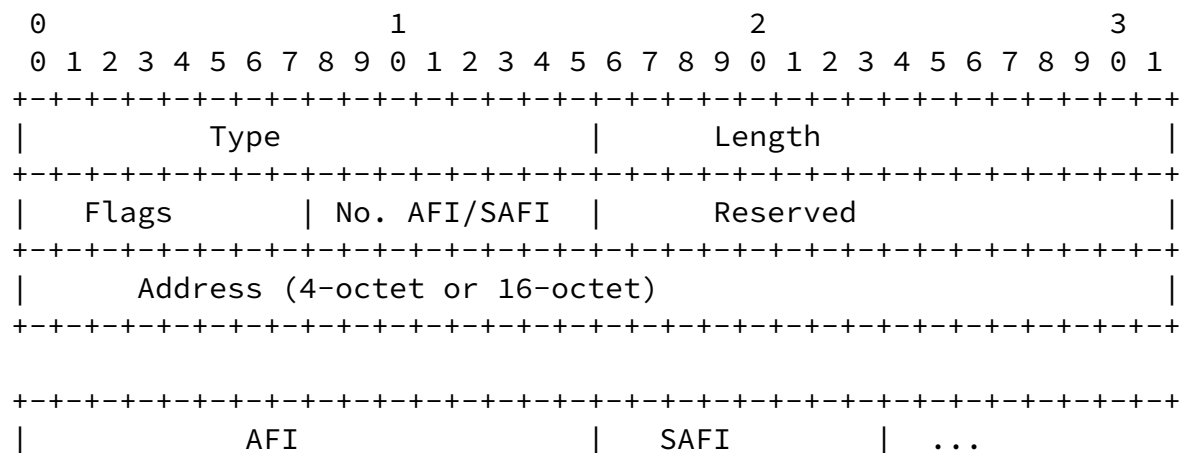 0                   1                   2                   3
 0 1 2 3 4 5 6 7 8 9 0 1 2 3 4 5 6 7 8 9 0 1 2 3 4 5 6 7 8 9 0 1
+-+-+-+-+-+-+-+-+-+-+-+-+-+-+-+-+-+-+-+-+-+-+-+-+-+-+-+-+-+-+-+-+
|          Type                 |      Length                   |
+-+-+-+-+-+-+-+-+-+-+-+-+-+-+-+-+-+-+-+-+-+-+-+-+-+-+-+-+-+-+-+-+
|   Flags       | No. AFI/SAFI  |      Reserved                 |
+-+-+-+-+-+-+-+-+-+-+-+-+-+-+-+-+-+-+-+-+-+-+-+-+-+-+-+-+-+-+-+-+
|      Address (4-octet or 16-octet)                            |
+-+-+-+-+-+-+-+-+-+-+-+-+-+-+-+-+-+-+-+-+-+-+-+-+-+-+-+-+-+-+-+-+

+-+-+-+-+-+-+-+-+-+-+-+-+-+-+-+-+-+-+-+-+-+-+-+-+-+-+-+-+-+-+-+-+
|            AFI                |   SAFI        |  ...